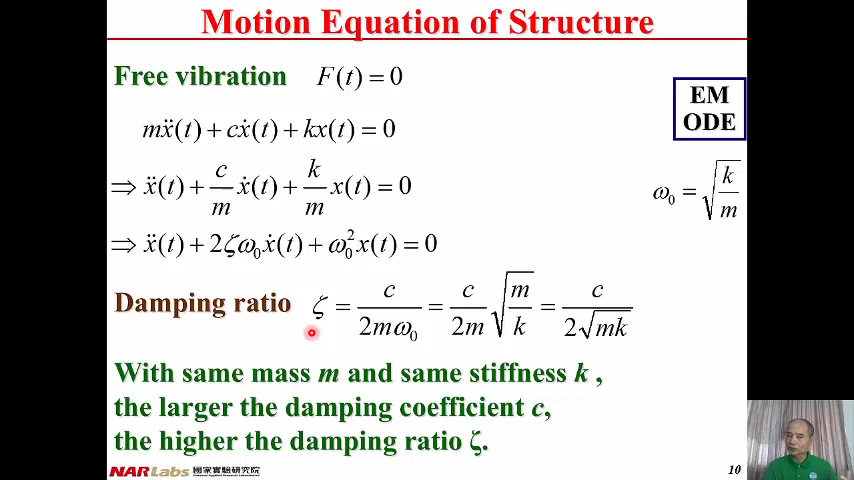 Motion Equation of Structure
Free vibration F(t) = 0
EM
ODE
mẍ(t) + cẋ(t) + kx(t) = 0
⇒ ẍ(t) + c/m ẋ(t) + k/m x(t) = 0
ω₀ = √(k/m)
⇒ ẍ(t) + 2ζω₀ẋ(t) + ω₀²x(t) = 0
Damping ratio ζ = c/(2mω₀) = c/(2m) √(m/k) = c/(2√(mk))
With same mass m and same stiffness k ,
the larger the damping coefficient c,
the higher the damping ratio ζ.
NARLabs 國家實驗研究院
10